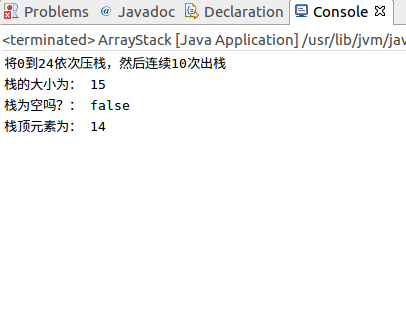 Problems @ Javadoc Declaration Console
<terminated> ArrayStack [Java Application] /usr/lib/jvm/jav
将0到24依次压栈，然后连续10次出栈
栈的大小为： 15
栈为空吗？： false
栈顶元素为： 14